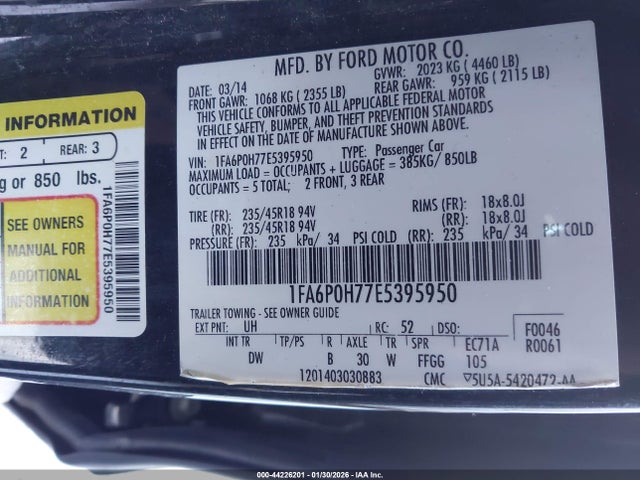 MFD. BY FORD MOTOR CO.
DATE: 03/14 GVWR: 2023 KG ( 4460 LB)
FRONT GAWR: 1068 KG ( 2355 LB) REAR GAWR: 959 KG ( 2115 LB)
THIS VEHICLE CONFORMS TO ALL APPLICABLE FEDERAL MOTOR
VEHICLE SAFETY, BUMPER, AND THEFT PREVENTION STANDARDS
IN EFFECT ON THE DATE OF MANUFACTURE SHOWN ABOVE.
VIN: 1FA6P0H77E5395950 TYPE: Passenger Car
MAXIMUM LOAD = OCCUPANTS + LUGGAGE = 385KG/ 850LB
OCCUPANTS = 5 TOTAL; 2 FRONT, 3 REAR
TIRE (FR): 235/45R18 94V RIMS (FR): 18x8.0J
(RR): 235/45R18 94V (RR): 18x8.0J
PRESSURE (FR): 235 kPa/ 34 PSI COLD (RR): 235 kPa/ 34 PSI COLD
1FA6P0H77E5395950
TRAILER TOWING - SEE OWNER GUIDE
EXT PNT: UH RC: 52 DSO: F0046
INT TR TP/PS R AXLE TR SPR EC71A R0061
DW B 30 W FFGG 105
1201403030883 CMC 5U5A-5420472-AA
INFORMATION
T: 2 REAR: 3
g or 850 lbs.
SEE OWNERS
MANUAL FOR
ADDITIONAL
INFORMATION
1FA6P0H77E5395950
000-44226201 - 01/30/2026 - IAA Inc.